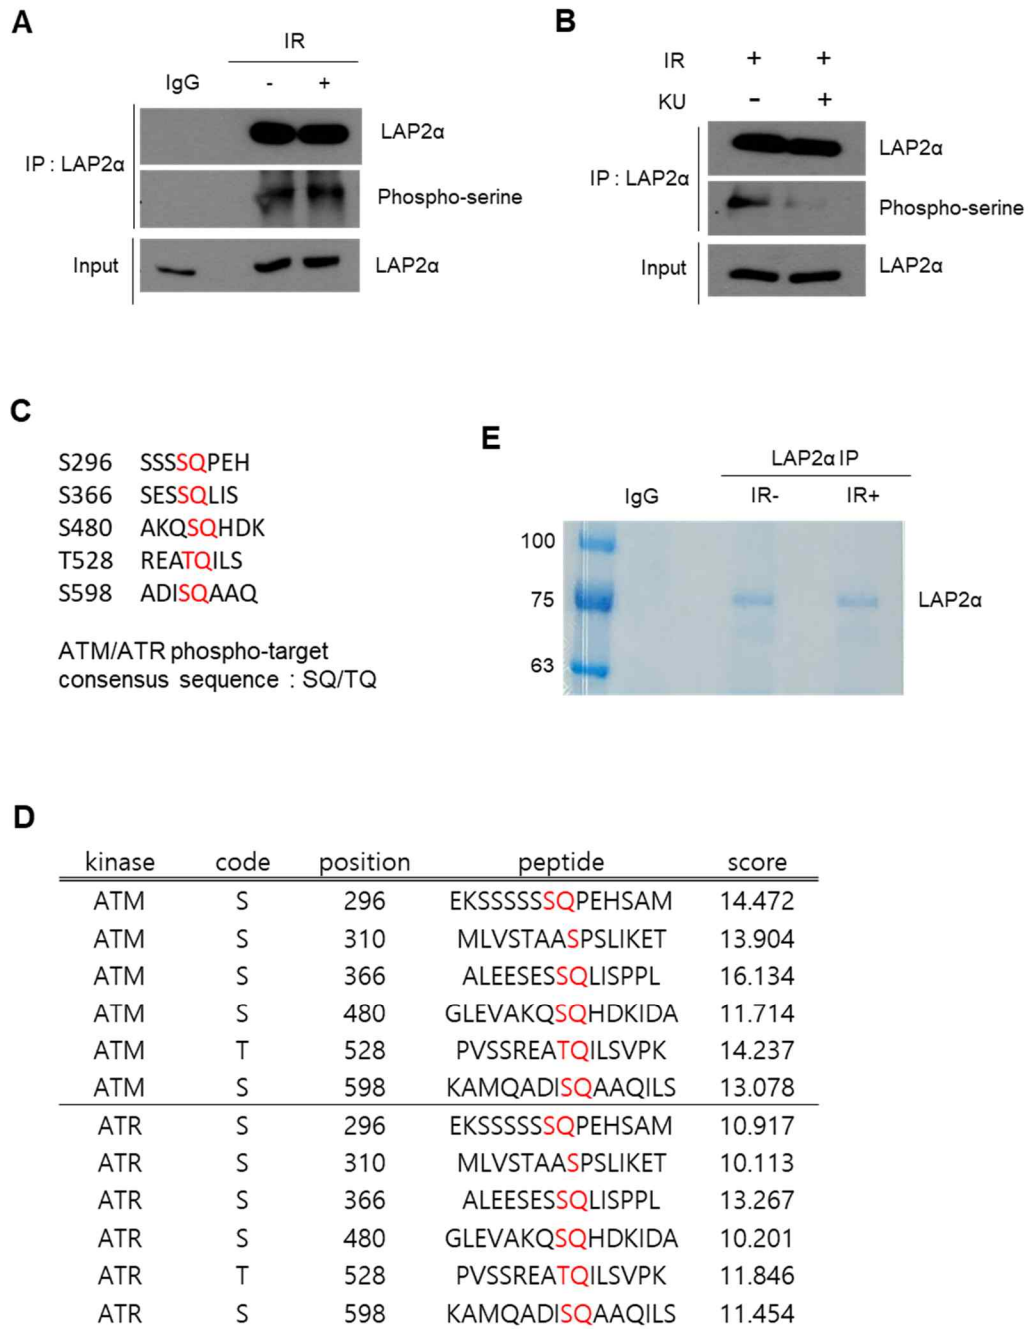 A
IR
IgG - +
IP : LAP2α
LAP2α
Phospho-serine
Input
LAP2α
B
IR + +
KU - +
IP : LAP2α
LAP2α
Phospho-serine
Input
LAP2α
C
S296 SSSSQPEH
S366 SESSQLIS
S480 AKQSQHDK
T528 REATQILS
S598 ADISQAAQ
ATM/ATR phospho-target
consensus sequence : SQ/TQ
E
LAP2α IP
IgG IR- IR+
100
75
63
LAP2α
D
kinase code position peptide score
ATM S 296 EKSSSSSSQPEHSAM 14.472
ATM S 310 MLVSTAASPSLIKET 13.904
ATM S 366 ALEESESSQLISPPL 16.134
ATM S 480 GLEVAKQSQHDKIDA 11.714
ATM T 528 PVSSREATQILSVPK 14.237
ATM S 598 KAMQADISQAAQILS 13.078
ATR S 296 EKSSSSSSQPEHSAM 10.917
ATR S 310 MLVSTAASPSLIKET 10.113
ATR S 366 ALEESESSQLISPPL 13.267
ATR S 480 GLEVAKQSQHDKIDA 10.201
ATR T 528 PVSSREATQILSVPK 11.846
ATR S 598 KAMQADISQAAQILS 11.454